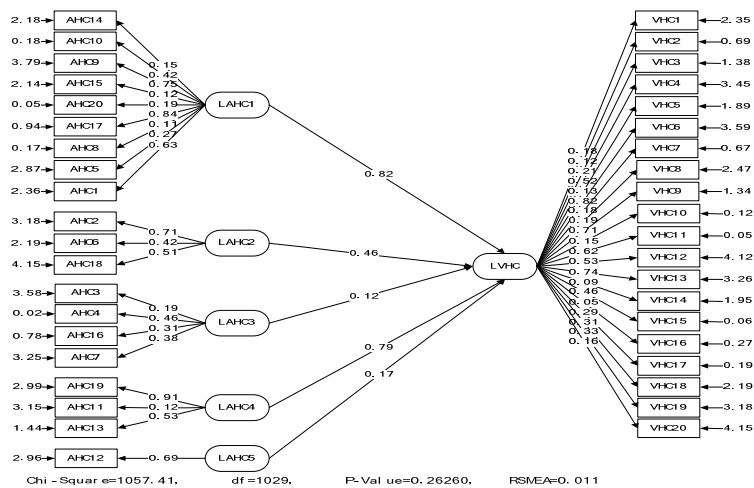 2.18 AHC14
0.18 AHC10
3.79 AHC9
2.14 AHC15
0.05 AHC20
0.94 AHC17
0.17 AHC8
2.87 AHC5
2.36 AHC1
3.18 AHC2
2.19 AHC6
4.15 AHC18
3.58 AHC3
0.02 AHC4
0.78 AHC16
3.25 AHC7
2.99 AHC19
3.15 AHC11
1.44 AHC13
2.96 AHC12
0.15
0.42
0.75
0.12
0.19
0.84
0.11
0.27
0.63
0.71
0.42
0.51
0.19
0.46
0.31
0.38
0.91
0.12
0.53
0.69
LAHC1
LAHC2
LAHC3
LAHC4
LAHC5
0.82
0.46
0.12
0.79
0.17
LVHC
0.18
0.12
0.21
0.52
0.13
0.82
0.18
0.19
0.71
0.15
0.62
0.53
0.74
0.09
0.46
0.05
0.29
0.31
0.33
0.16
VHC1 2.35
VHC2 0.69
VHC3 1.38
VHC4 3.45
VHC5 1.89
VHC6 3.59
VHC7 0.67
VHC8 2.47
VHC9 1.34
VHC10 0.12
VHC11 0.05
VHC12 4.12
VHC13 3.26
VHC14 1.95
VHC15 0.06
VHC16 0.27
VHC17 0.19
VHC18 2.19
VHC19 3.18
VHC20 4.15
Chi-Square=1057.41, df=1029, P-Value=0.26260, RSMEA=0.011